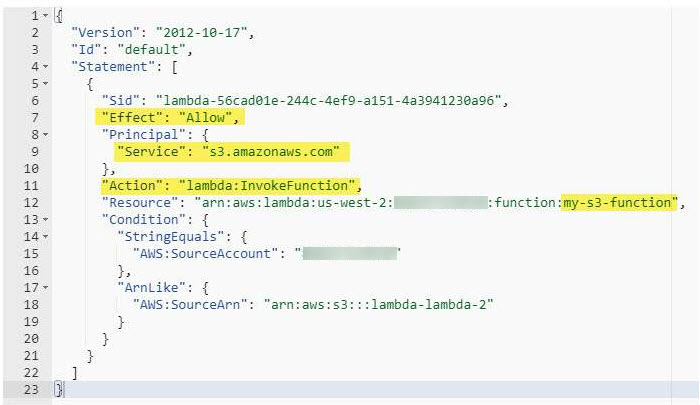 1 {
2 "Version": "2012-10-17",
3 "Id": "default",
4 "Statement": [
5 {
6 "Sid": "lambda-56cad01e-244c-4ef9-a151-4a3941230a96",
7 "Effect": "Allow",
8 "Principal": {
9 "Service": "s3.amazonaws.com"
10 },
11 "Action": "lambda:InvokeFunction",
12 "Resource": "arn:aws:lambda:us-west-2: :function:my-s3-function",
13 "Condition": {
14 "StringEquals": {
15 "AWS:SourceAccount": " "
16 },
17 "ArnLike": {
18 "AWS:SourceArn": "arn:aws:s3:::lambda-lambda-2"
19 }
20 }
21 }
22 ]
23 }